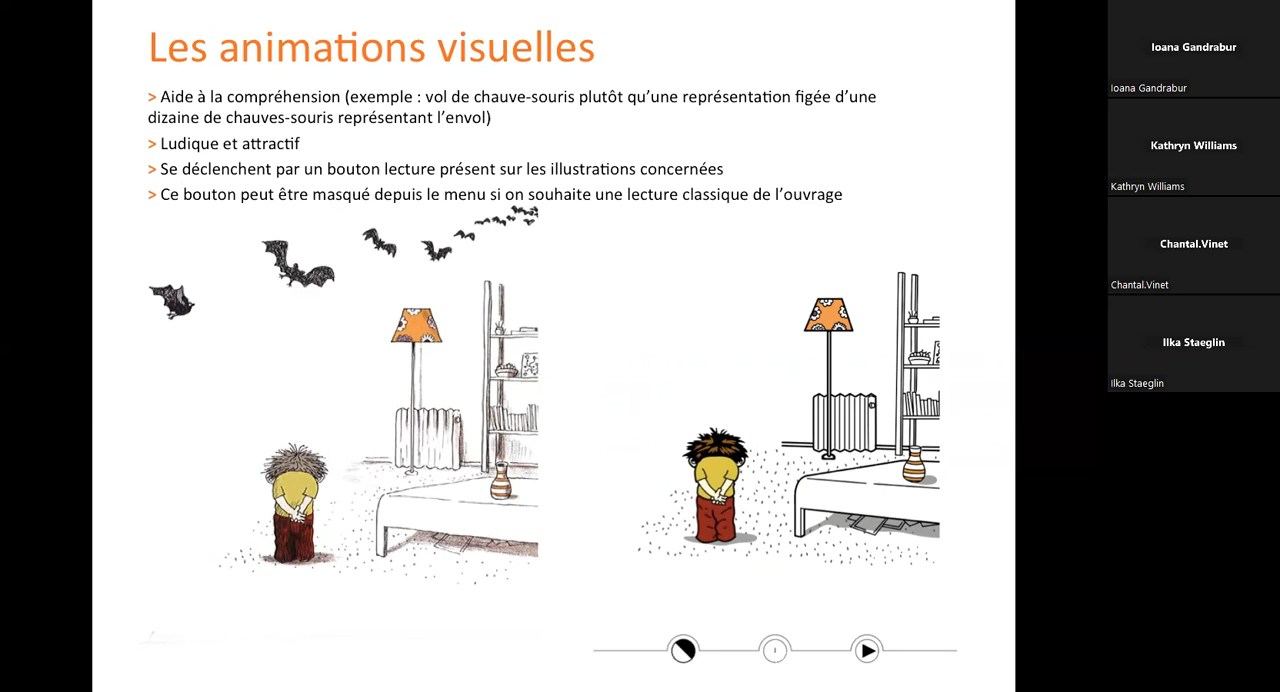 Les animations visuelles
> Aide à la compréhension (exemple : vol de chauve-souris plutôt qu'une représentation figée d'une
dizaine de chauves-souris représentant l'envol)
> Ludique et attractif
> Se déclenchent par un bouton lecture présent sur les illustrations concernées
> Ce bouton peut être masqué depuis le menu si on souhaite une lecture classique de l'ouvrage
Ioana Gandrabur
Ioana Gandrabur
Kathryn Williams
Kathryn Williams
Chantal.Vinet
Chantal.Vinet
Ilka Staeglin
Ilka Staeglin